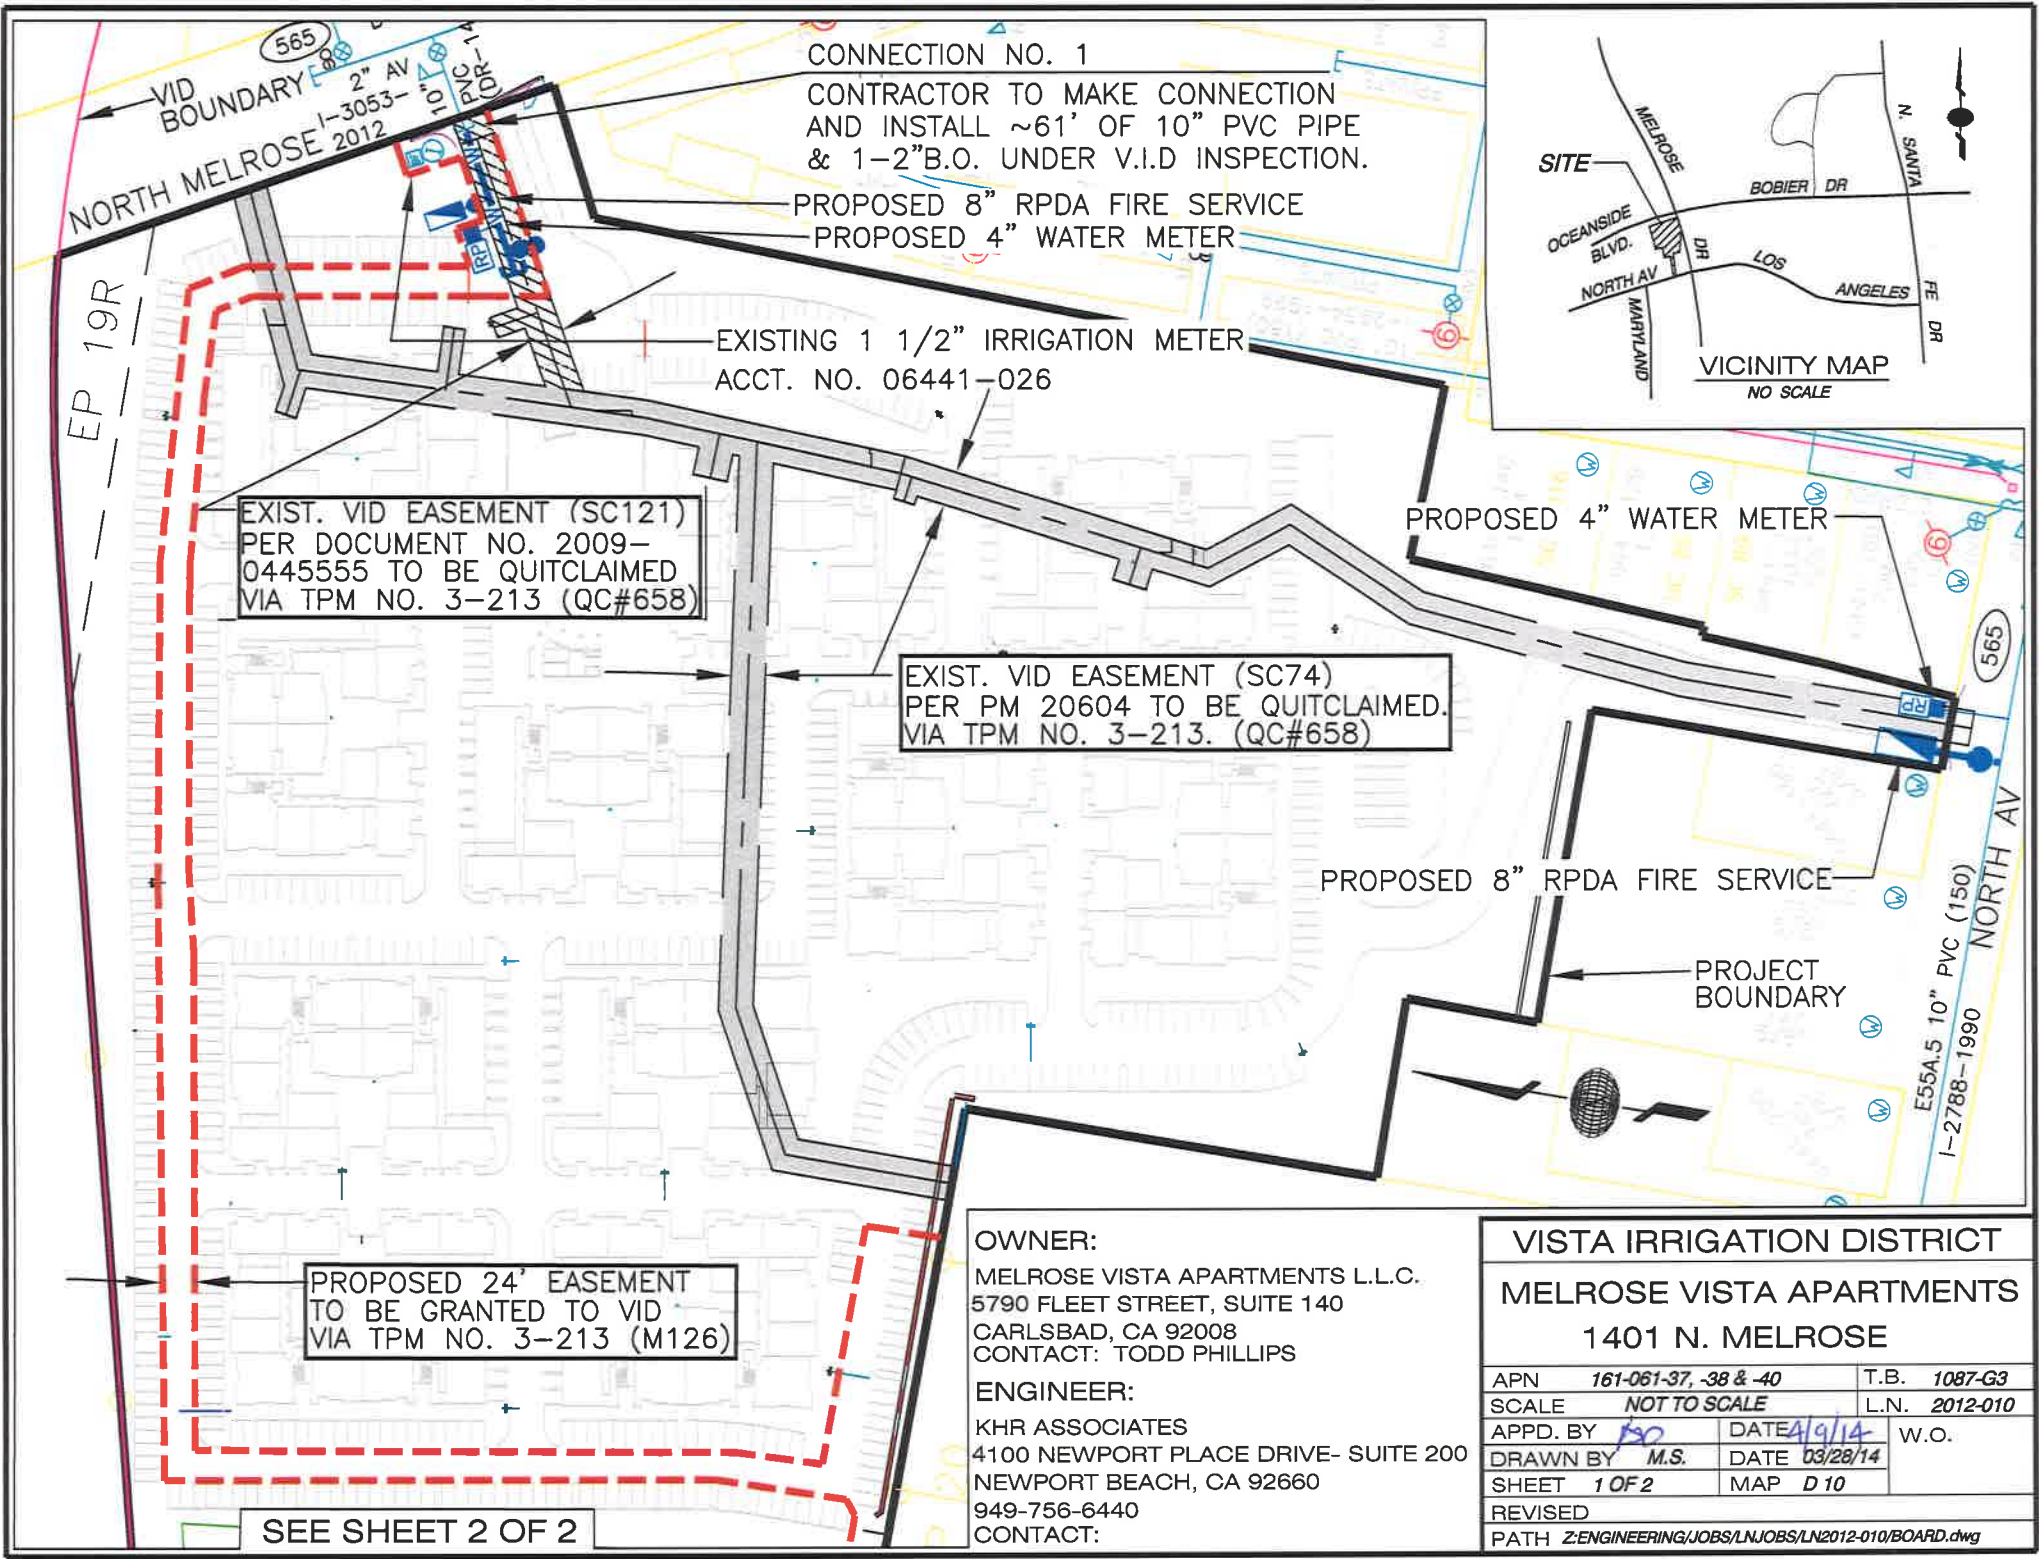 565
VID
BOUNDARY
2" AV
I-3053-
2012
10"
PVC
(DR-14
NORTH MELROSE
CONNECTION NO. 1
CONTRACTOR TO MAKE CONNECTION
AND INSTALL ~61' OF 10" PVC PIPE
& 1-2"B.O. UNDER V.I.D INSPECTION.
PROPOSED 8" RPDA FIRE SERVICE
PROPOSED 4" WATER METER
RP
EP 19R
EXISTING 1 1/2" IRRIGATION METER
ACCT. NO. 06441-026
SITE
MELROSE
DR
N. SANTA
FE DR
BOBIER DR
OCEANSIDE
BLVD.
NORTH AV
LOS
ANGELES
MARYLAND
VICINITY MAP
NO SCALE
EXIST. VID EASEMENT (SC121)
PER DOCUMENT NO. 2009-
0445555 TO BE QUITCLAIMED
VIA TPM NO. 3-213 (QC#658)
PROPOSED 4" WATER METER
565
EXIST. VID EASEMENT (SC74)
PER PM 20604 TO BE QUITCLAIMED.
VIA TPM NO. 3-213. (QC#658)
RP
PROPOSED 8" RPDA FIRE SERVICE
PROJECT
BOUNDARY
NORTH AV
E55A.5 10" PVC (150)
I-2788-1990
PROPOSED 24' EASEMENT
TO BE GRANTED TO VID
VIA TPM NO. 3-213 (M126)
SEE SHEET 2 OF 2
OWNER:
MELROSE VISTA APARTMENTS L.L.C.
5790 FLEET STREET, SUITE 140
CARLSBAD, CA 92008
CONTACT: TODD PHILLIPS
ENGINEER:
KHR ASSOCIATES
4100 NEWPORT PLACE DRIVE- SUITE 200
NEWPORT BEACH, CA 92660
949-756-6440
CONTACT:
VISTA IRRIGATION DISTRICT
MELROSE VISTA APARTMENTS
1401 N. MELROSE
APN 161-061-37, -38 & -40 T.B. 1087-G3
SCALE NOT TO SCALE L.N. 2012-010
APPD. BY DATE 4/9/14 W.O.
DRAWN BY M.S. DATE 03/28/14
SHEET 1 OF 2 MAP D 10
REVISED
PATH Z:ENGINEERING/JOBS/LNJOBS/LN2012-010/BOARD.dwg